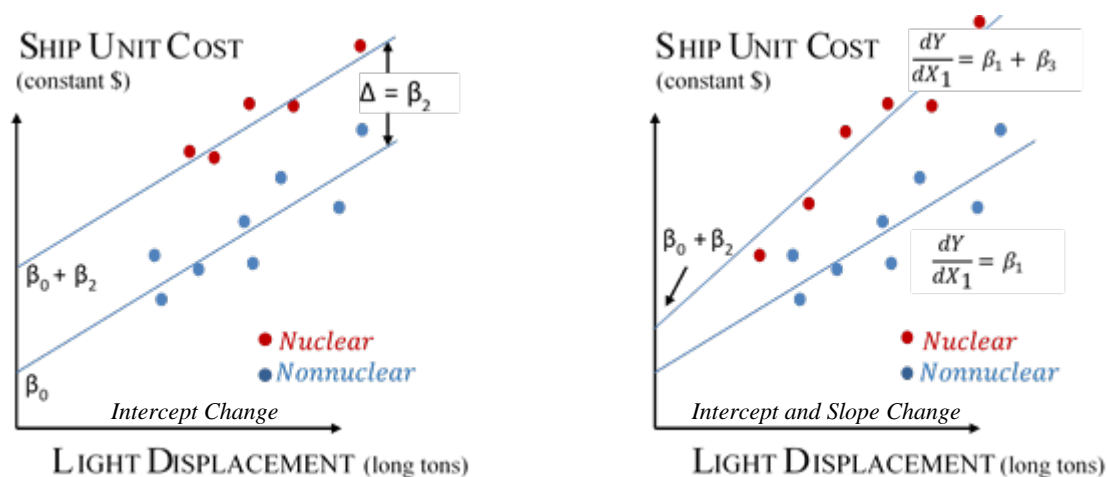 SHIP UNIT COST
(constant $)
Δ = β₂
β₀ + β₂
β₀
Nuclear
Nonnuclear
Intercept Change
LIGHT DISPLACEMENT (long tons)
SHIP UNIT COST
(constant $)
dY/dX₁ = β₁ + β₃
β₀ + β₂
dY/dX₁ = β₁
Nuclear
Nonnuclear
Intercept and Slope Change
LIGHT DISPLACEMENT (long tons)